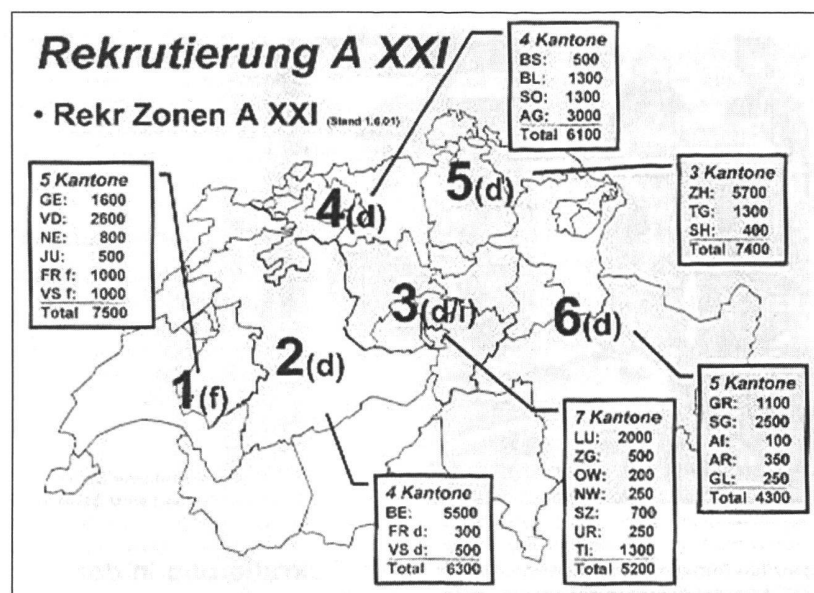 Rekrutierung A XXI
• Rekr Zonen A XXI (Stand 1.6.01)
4 Kantone
BS: 500
BL: 1300
SO: 1300
AG: 3000
Total 6100
5 Kantone
GE: 1600
VD: 2600
NE: 800
JU: 500
FR f: 1000
VS f: 1000
Total 7500
3 Kantone
ZH: 5700
TG: 1300
SH: 400
Total 7400
4(d)
5(d)
3(d/i)
6(d)
2(d)
1(f)
5 Kantone
GR: 1100
SG: 2500
AI: 100
AR: 350
GL: 250
Total 4300
7 Kantone
LU: 2000
ZG: 500
OW: 200
NW: 250
SZ: 700
UR: 250
TI: 1300
Total 5200
4 Kantone
BE: 5500
FR d: 300
VS d: 500
Total 6300